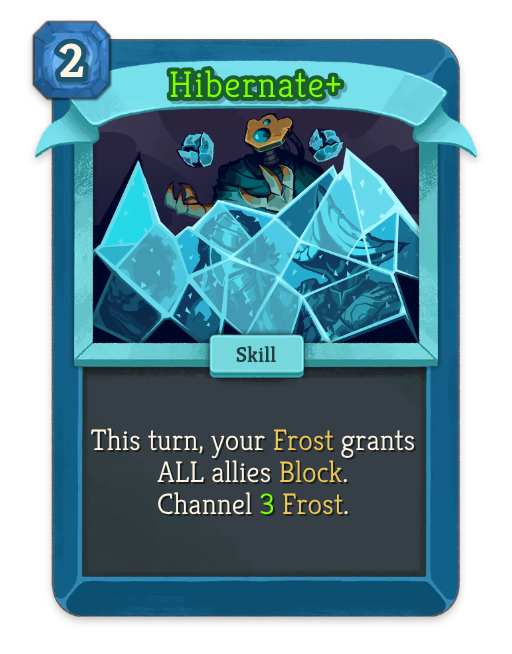 2
Hibernate+
Skill
This turn, your Frost grants
ALL allies Block.
Channel 3 Frost.